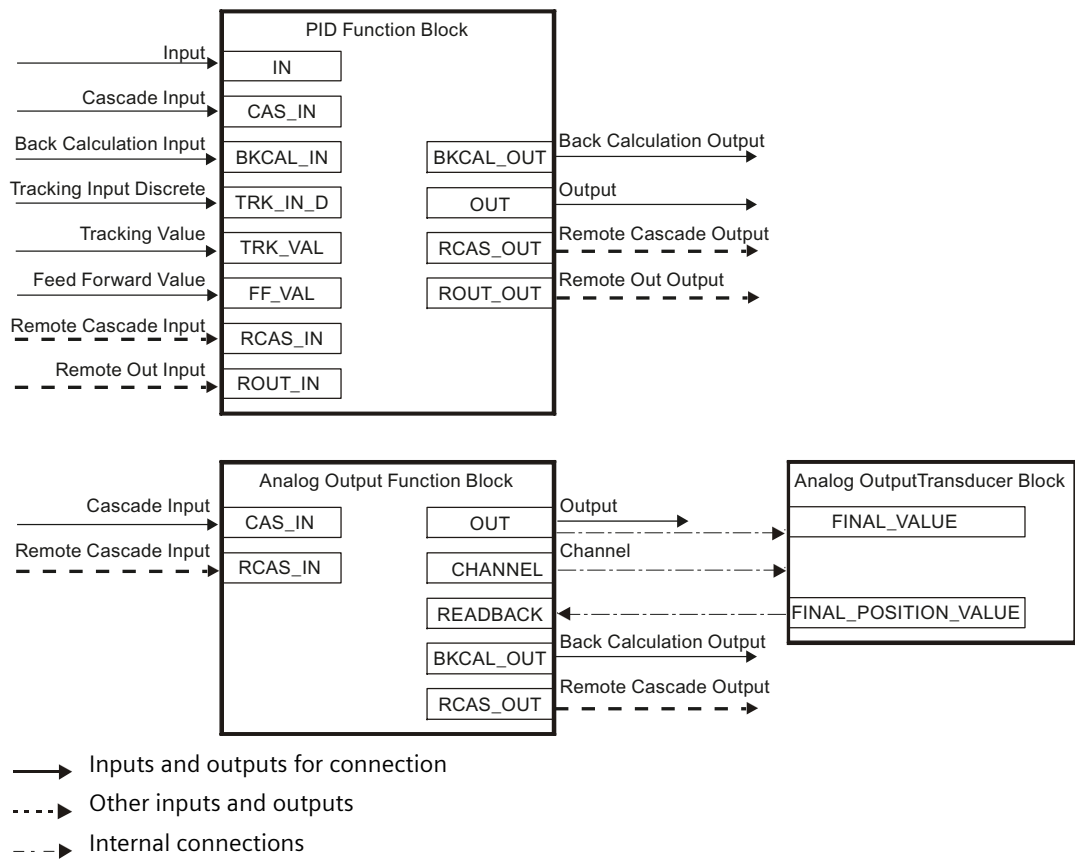 PID Function Block
Input
IN
Cascade Input
CAS_IN
Back Calculation Input
BKCAL_IN
BKCAL_OUT
Back Calculation Output
Tracking Input Discrete
TRK_IN_D
OUT
Output
Tracking Value
TRK_VAL
RCAS_OUT
Remote Cascade Output
Feed Forward Value
FF_VAL
ROUT_OUT
Remote Out Output
Remote Cascade Input
RCAS_IN
Remote Out Input
ROUT_IN
Analog Output Function Block
Analog OutputTransducer Block
Cascade Input
CAS_IN
OUT
Output
FINAL_VALUE
Remote Cascade Input
RCAS_IN
CHANNEL
Channel
READBACK
FINAL_POSITION_VALUE
BKCAL_OUT
Back Calculation Output
RCAS_OUT
Remote Cascade Output
Inputs and outputs for connection
Other inputs and outputs
Internal connections